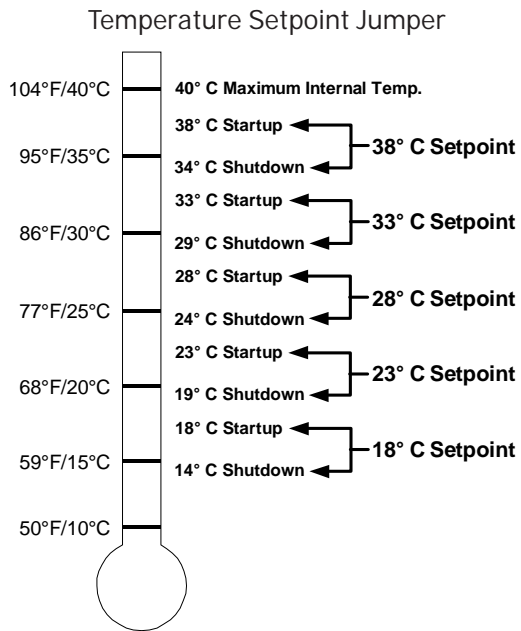 Temperature Setpoint Jumper
104°F/40°C
40° C Maximum Internal Temp.
38° C Startup
38° C Setpoint
95°F/35°C
34° C Shutdown
33° C Startup
33° C Setpoint
86°F/30°C
29° C Shutdown
28° C Startup
28° C Setpoint
77°F/25°C
24° C Shutdown
23° C Startup
23° C Setpoint
68°F/20°C
19° C Shutdown
18° C Startup
18° C Setpoint
59°F/15°C
14° C Shutdown
50°F/10°C